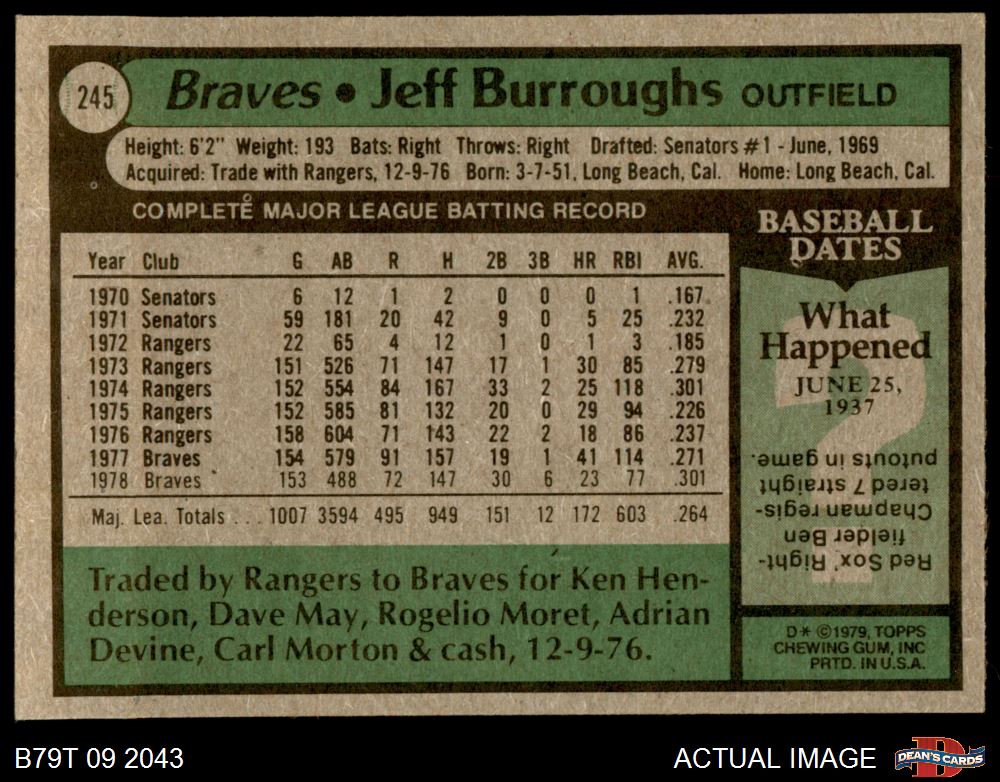 245
Braves • Jeff Burroughs OUTFIELD
Height: 6'2" Weight: 193 Bats: Right Throws: Right Drafted: Senators #1 - June, 1969
Acquired: Trade with Rangers, 12-9-76 Born: 3-7-51, Long Beach, Cal. Home: Long Beach, Cal.
COMPLETE MAJOR LEAGUE BATTING RECORD
Year Club G AB R H 2B 3B HR RBI AVG.
1970 Senators 6 12 1 2 0 0 0 1 .167
1971 Senators 59 181 20 42 9 0 5 25 .232
1972 Rangers 22 65 4 12 1 0 1 3 .185
1973 Rangers 151 526 71 147 17 1 30 85 .279
1974 Rangers 152 554 84 167 33 2 25 118 .301
1975 Rangers 152 585 81 132 20 0 29 94 .226
1976 Rangers 158 604 71 143 22 2 18 86 .237
1977 Braves 154 579 91 157 19 1 41 114 .271
1978 Braves 153 488 72 147 30 6 23 77 .301
Maj. Lea. Totals . . . 1007 3594 495 949 151 12 172 603 .264
Traded by Rangers to Braves for Ken Hen-
derson, Dave May, Rogelio Moret, Adrian
Devine, Carl Morton & cash, 12-9-76.
BASEBALL
DATES
What
Happened
JUNE 25,
1937
?
Red Sox' Right-
fielder Ben
Chapman regis-
tered 7 straight
putouts in game.
D* ©1979, TOPPS
CHEWING GUM, INC
PRTD. IN U.S.A.
B79T 09 2043
ACTUAL IMAGE
D
DEAN'S CARDS